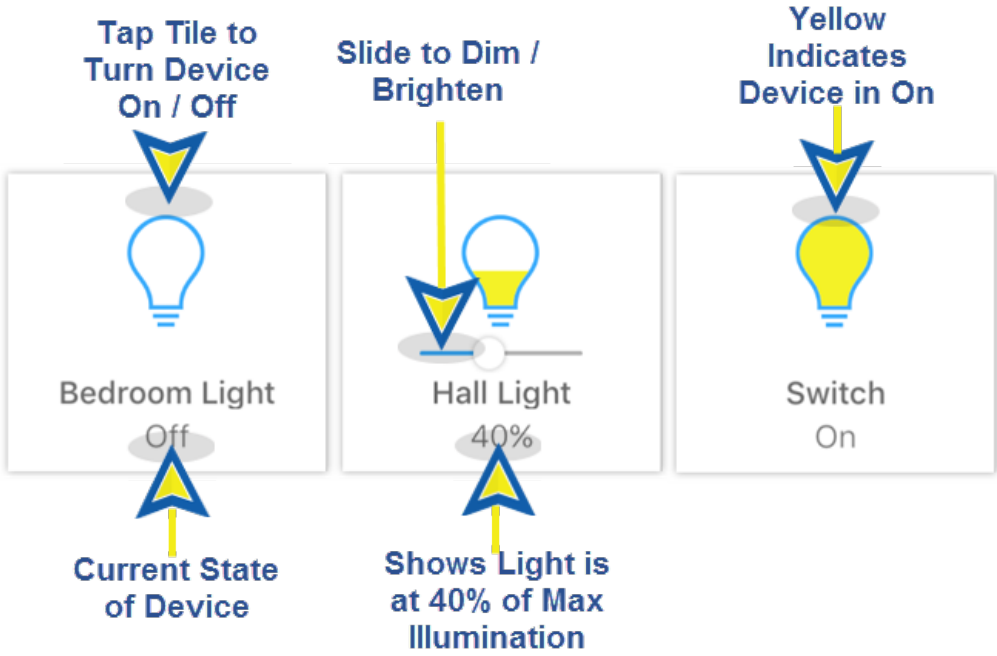 Tap Tile to
Turn Device
On / Off
Slide to Dim /
Brighten
Yellow
Indicates
Device in On
Bedroom Light
Off
Hall Light
40%
Switch
On
Current State
of Device
Shows Light is
at 40% of Max
Illumination